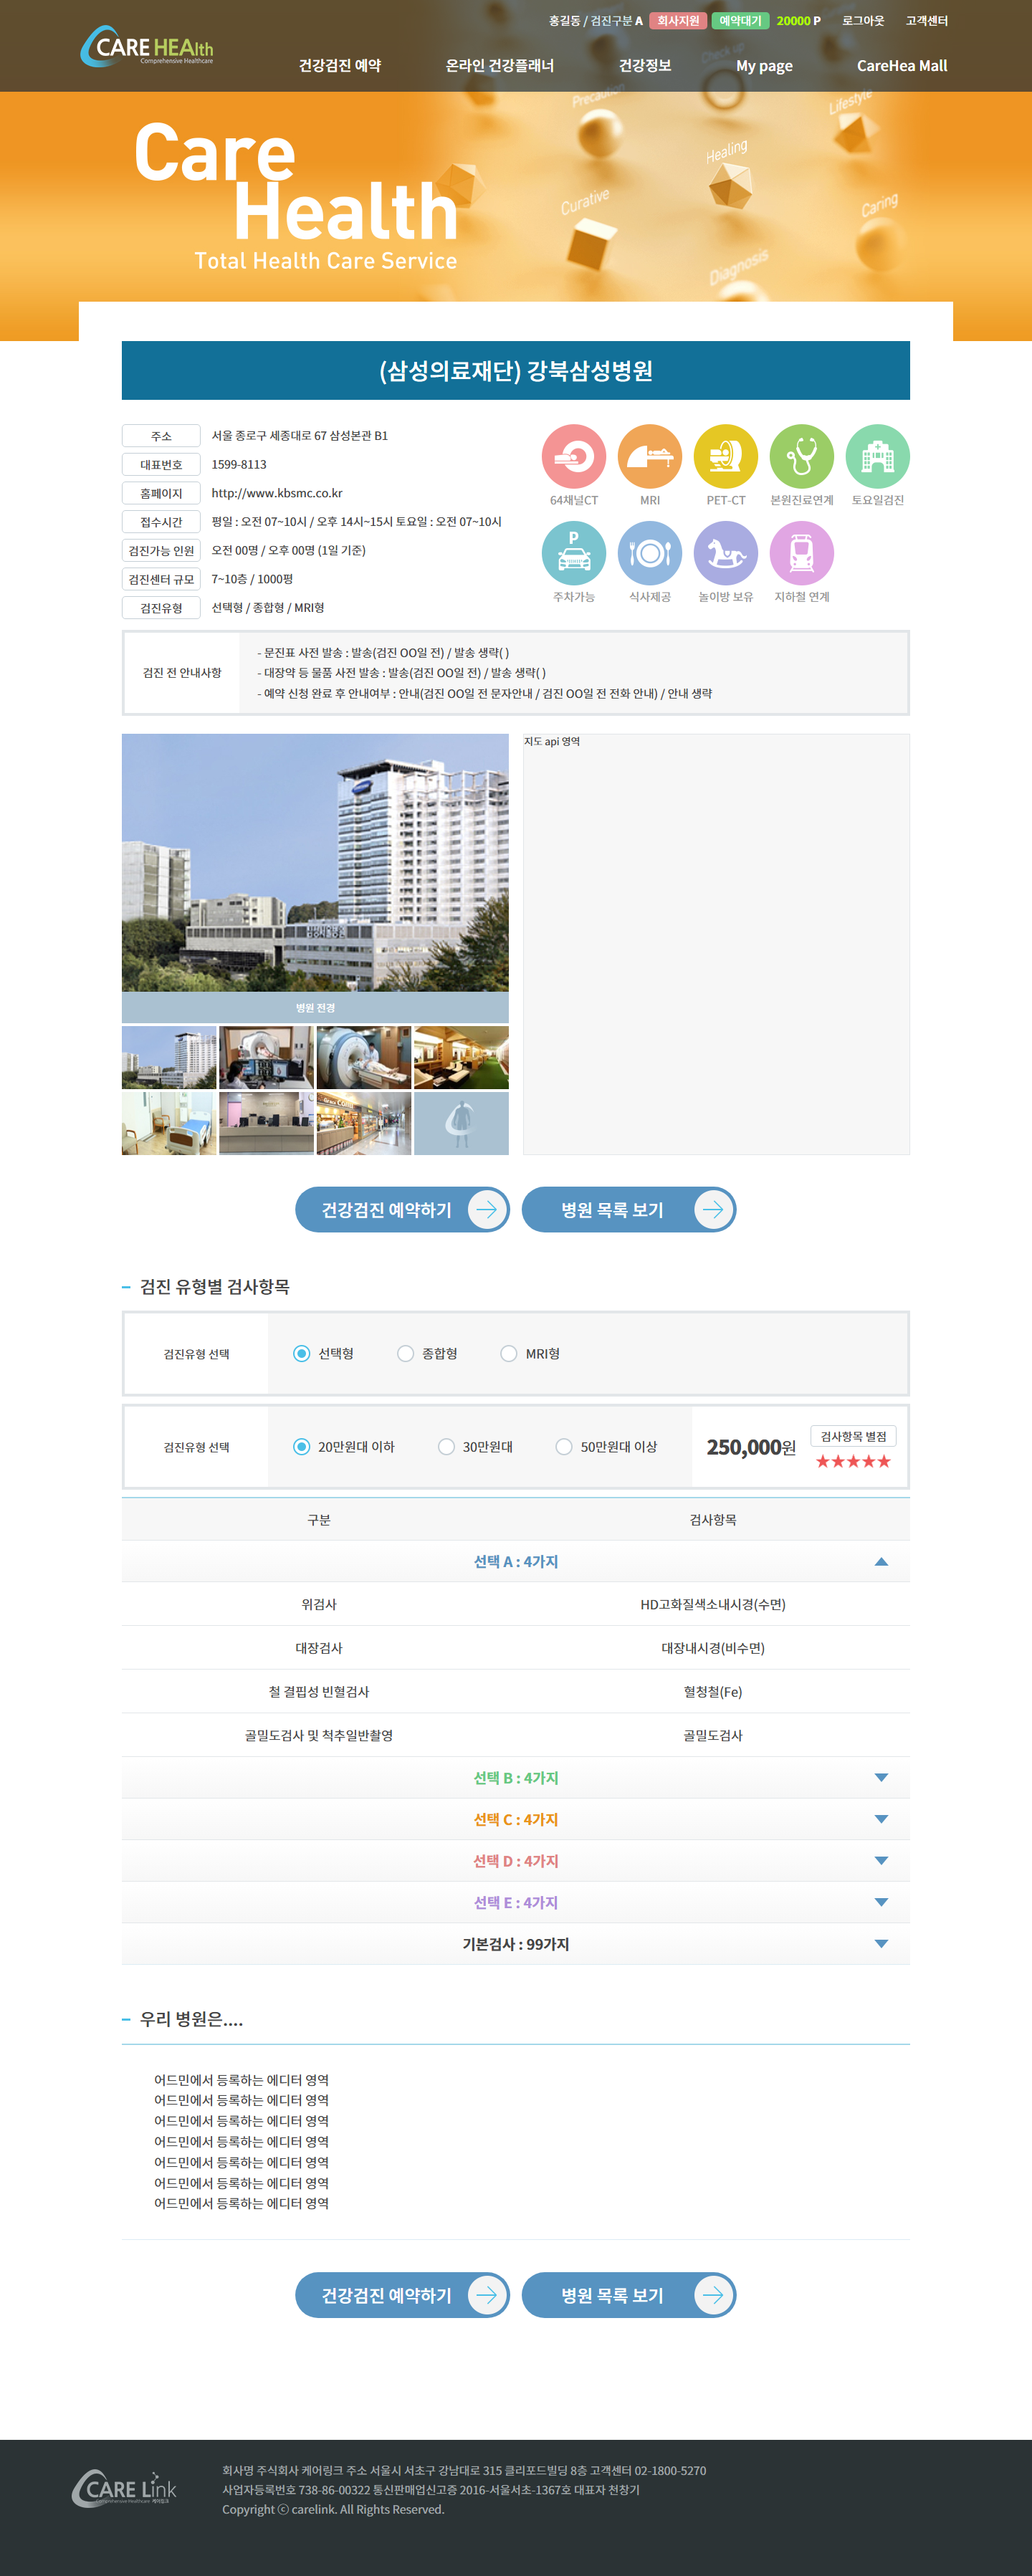 홍길동 / 검진구분 A 회사지원 예약대기 20000 P 로그아웃 고객센터
CARE HEAlth
Comprehensive Healthcare
건강검진 예약 온라인 건강플래너 건강정보 My page CareHea Mall
Check up
Precaution
Lifestyle
Healing
Curative
Caring
Diagnosis
Care
Health
Total Health Care Service
(삼성의료재단) 강북삼성병원
주소 서울 종로구 세종대로 67 삼성본관 B1
대표번호 1599-8113
홈페이지 http://www.kbsmc.co.kr
접수시간 평일 : 오전 07~10시 / 오후 14시~15시 토요일 : 오전 07~10시
검진가능 인원 오전 00명 / 오후 00명 (1일 기준)
검진센터 규모 7~10층 / 1000평
검진유형 선택형 / 종합형 / MRI형
64채널CT MRI PET-CT 본원진료연계 토요일검진
P
주차가능 식사제공 놀이방 보유 지하철 연계
검진 전 안내사항
- 문진표 사전 발송 : 발송(검진 OO일 전) / 발송 생략( )
- 대장약 등 물품 사전 발송 : 발송(검진 OO일 전) / 발송 생략( )
- 예약 신청 완료 후 안내여부 : 안내(검진 OO일 전 문자안내 / 검진 OO일 전 전화 안내) / 안내 생략
지도 api 영역
병원 전경
건강검진 예약하기 병원 목록 보기
검진 유형별 검사항목
검진유형 선택 선택형 종합형 MRI형
검진유형 선택 20만원대 이하 30만원대 50만원대 이상 250,000원 검사항목 별점
★★★★★
구분 검사항목
선택 A : 4가지
위검사 HD고화질색소내시경(수면)
대장검사 대장내시경(비수면)
철 결핍성 빈혈검사 혈청철(Fe)
골밀도검사 및 척추일반촬영 골밀도검사
선택 B : 4가지
선택 C : 4가지
선택 D : 4가지
선택 E : 4가지
기본검사 : 99가지
우리 병원은....
어드민에서 등록하는 에디터 영역
어드민에서 등록하는 에디터 영역
어드민에서 등록하는 에디터 영역
어드민에서 등록하는 에디터 영역
어드민에서 등록하는 에디터 영역
어드민에서 등록하는 에디터 영역
어드민에서 등록하는 에디터 영역
건강검진 예약하기 병원 목록 보기
CARE Link
Comprehensive Healthcare 케어링크
회사명 주식회사 케어링크 주소 서울시 서초구 강남대로 315 클리포드빌딩 8층 고객센터 02-1800-5270
사업자등록번호 738-86-00322 통신판매업신고증 2016-서울서초-1367호 대표자 천창기
Copyright ⓒ carelink. All Rights Reserved.